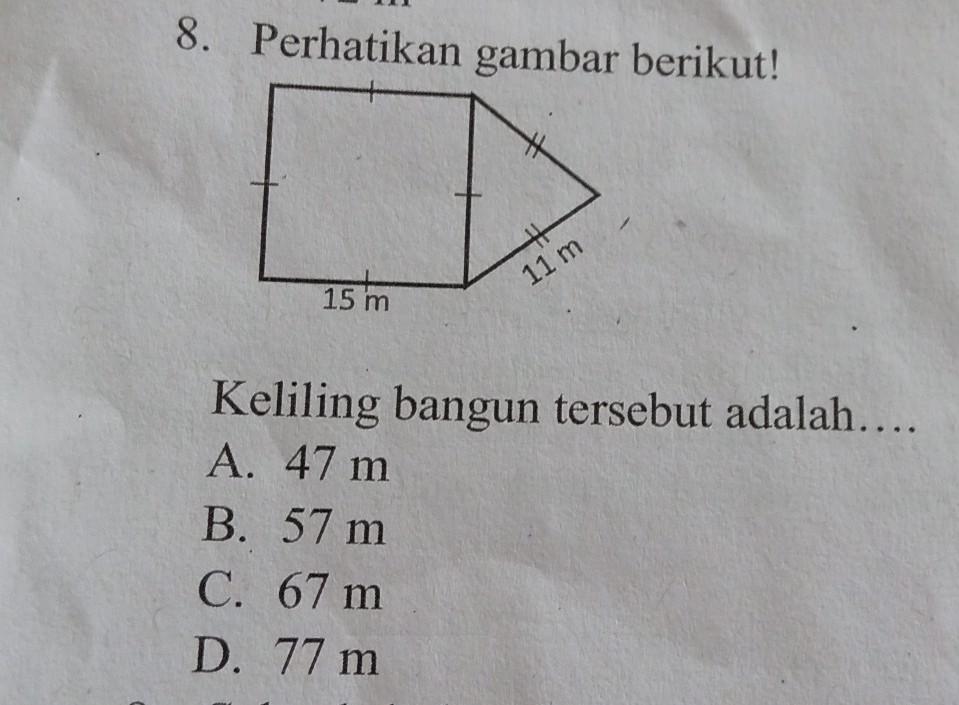 8. Perhatikan gambar berikut!
11 m
15 m
Keliling bangun tersebut adalah....
A. 47 m
B. 57 m
C. 67 m
D. 77 m